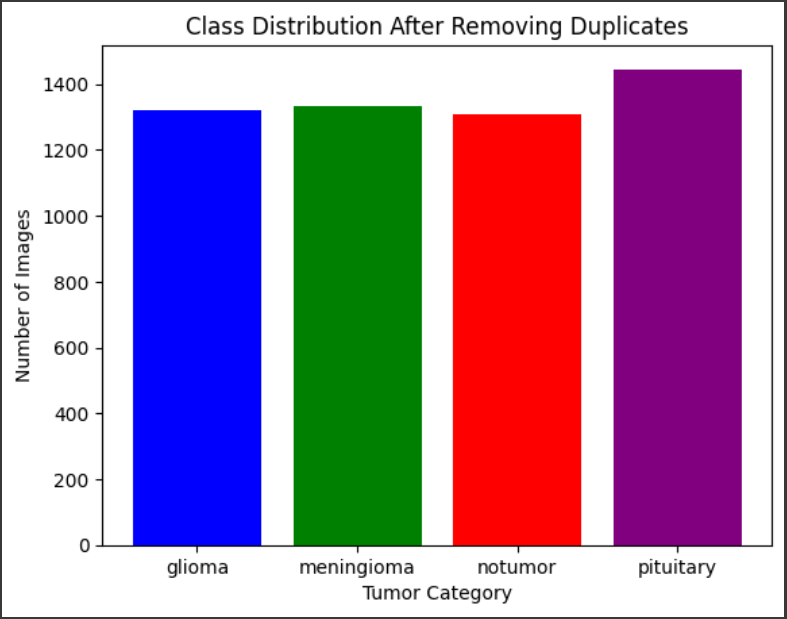 Class Distribution After Removing Duplicates
1400
1200
1000
800
600
400
200
0
Number of Images
glioma meningioma notumor pituitary
Tumor Category